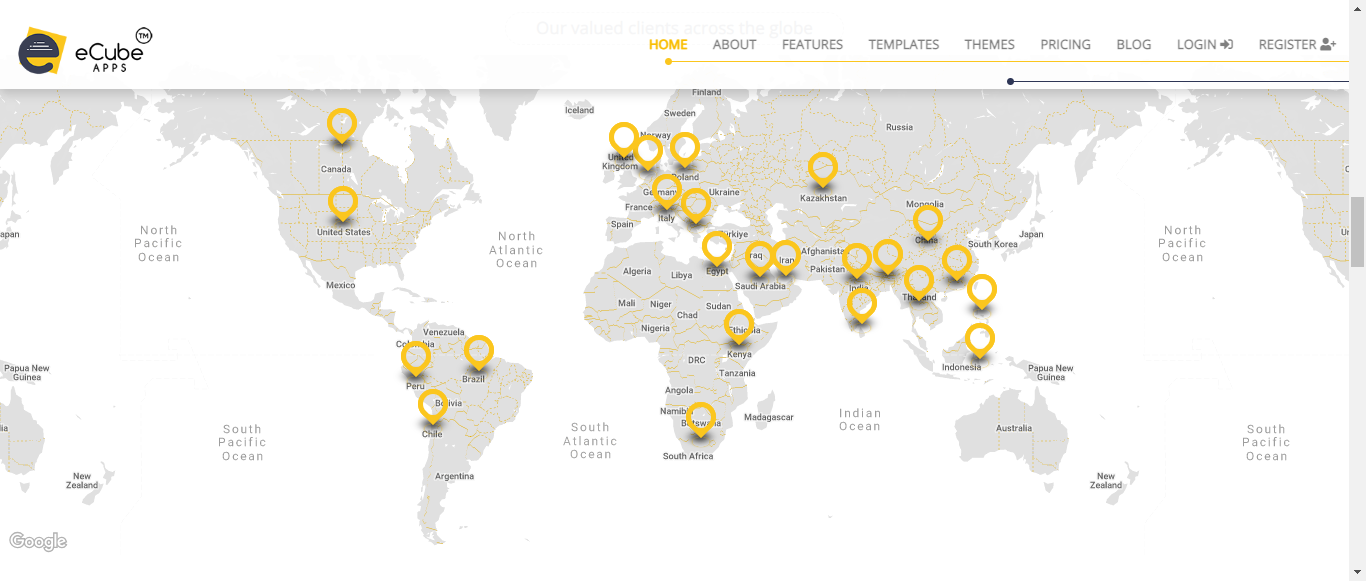 Our valued clients across the globe
eCube
TM
APPS
HOME
ABOUT
FEATURES
TEMPLATES
THEMES
PRICING
BLOG
LOGIN
REGISTER
Finland
Iceland
Sweden
Norway
Russia
United
Kingdom
Canada
Poland
Germany
Ukraine
Kazakhstan
France
Mongolia
Italy
Spain
United States
Türkiye
China
South Korea
Japan
apan
North
Pacific
Ocean
North
Atlantic
Ocean
North
Pacific
Ocean
Iraq
Iran
Afghanistan
Pakistan
Algeria
Libya
Egypt
Saudi Arabia
India
Mexico
Mali
Niger
Chad
Sudan
Thailand
Nigeria
Ethiopia
Venezuela
Colombia
Kenya
DRC
Tanzania
Indonesia
Papua New
Guinea
Papua New
Guinea
Brazil
Peru
Angola
Bolivia
Namibia
Botswana
Madagascar
Indian
Ocean
Chile
Australia
South
Pacific
Ocean
South
Atlantic
Ocean
South
Pacific
Ocean
South Africa
Argentina
New
Zealand
New
Zealand
Google